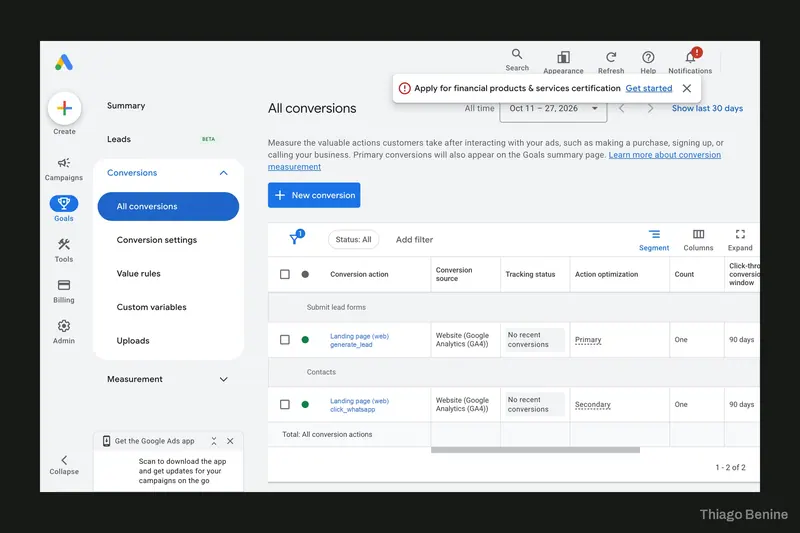 Search
Appearance
Refresh
Help
Notifications
!
Apply for financial products & services certification Get started
Create
Campaigns
Goals
Tools
Billing
Admin
Collapse
Summary
Leads BETA
Conversions
All conversions
Conversion settings
Value rules
Custom variables
Uploads
Measurement
Get the Google Ads app
Scan to download the app
and get updates for your
campaigns on the go
All conversions
All time Oct 11 – 27, 2026 Show last 30 days
Measure the valuable actions customers take after interacting with your ads, such as making a purchase, signing up, or
calling your business. Primary conversions will also appear on the Goals summary page. Learn more about conversion
measurement
+ New conversion
1
Status: All
Add filter
Segment
Columns
Expand
Conversion action
Conversion
source
Tracking status
Action optimization
Count
Click-thro
conversio
window
Submit lead forms
Landing page (web)
generate_lead
Website (Google
Analytics (GA4))
No recent
conversions
Primary
One
90 days
Contacts
Landing page (web)
click_whatsapp
Website (Google
Analytics (GA4))
No recent
conversions
Secondary
One
90 days
Total: All conversion actions
1 - 2 of 2
Thiago Benine